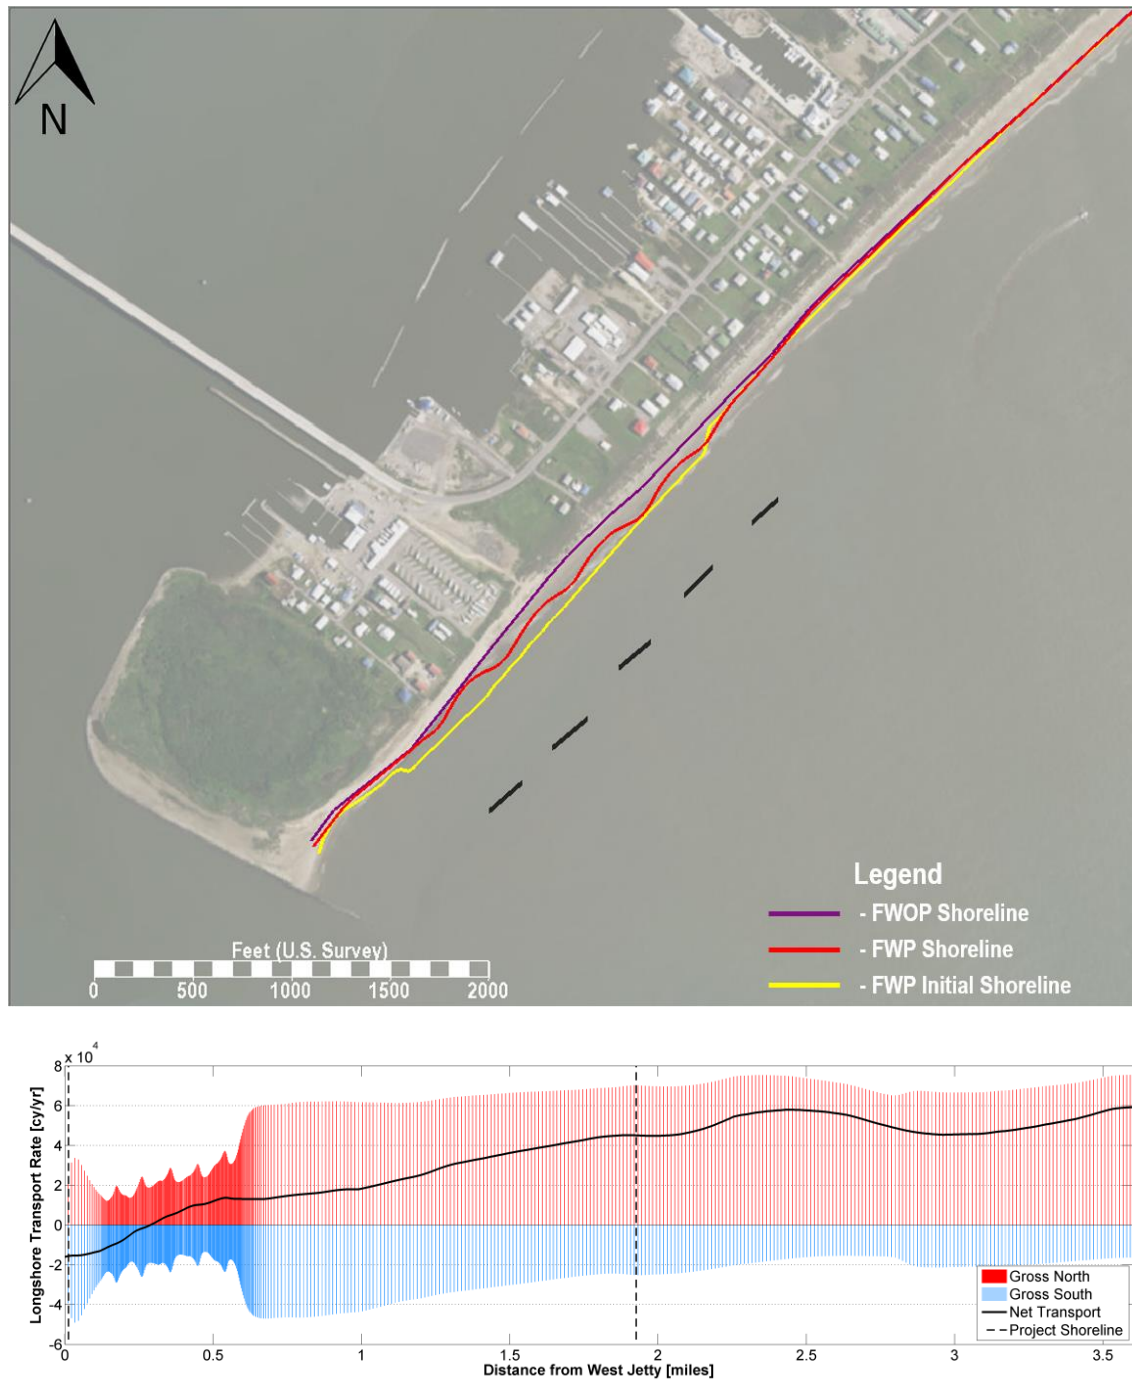 N
Legend
- FWOP Shoreline
- FWP Shoreline
- FWP Initial Shoreline
Feet (U.S. Survey)
0 500 1000 1500 2000
x 10^4
Longshore Transport Rate [cy/yr]
8
6
4
2
0
-2
-4
-6
Gross North
Gross South
Net Transport
Project Shoreline
0 0.5 1 1.5 2 2.5 3 3.5
Distance from West Jetty [miles]